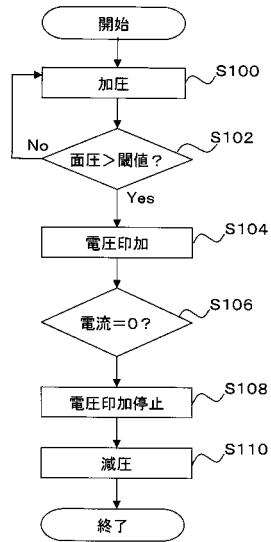 開始
加圧
S100
面圧>閾値?
S102
No
Yes
電圧印加
S104
電流=0?
S106
電圧印加停止
S108
減圧
S110
終了